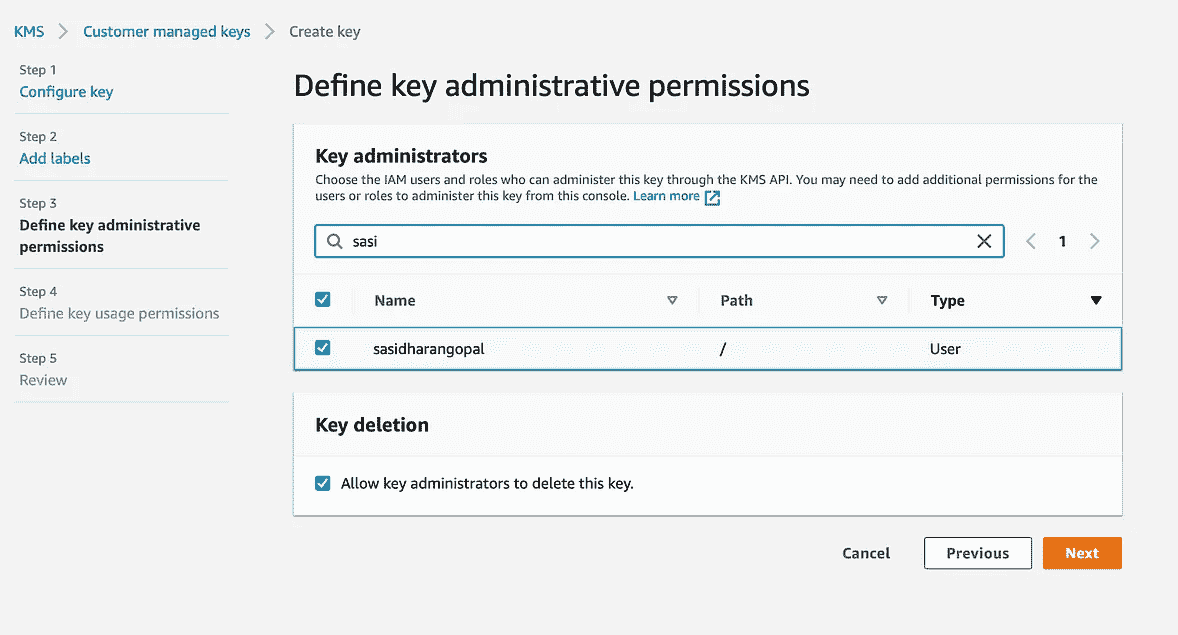 KMS > Customer managed keys > Create key
Step 1
Configure key
Step 2
Add labels
Step 3
Define key administrative
permissions
Step 4
Define key usage permissions
Step 5
Review
Define key administrative permissions
Key administrators
Choose the IAM users and roles who can administer this key through the KMS API. You may need to add additional permissions for the
users or roles to administer this key from this console. Learn more
sasi
1
Name Path Type
sasidharangopal / User
Key deletion
Allow key administrators to delete this key.
Cancel Previous Next